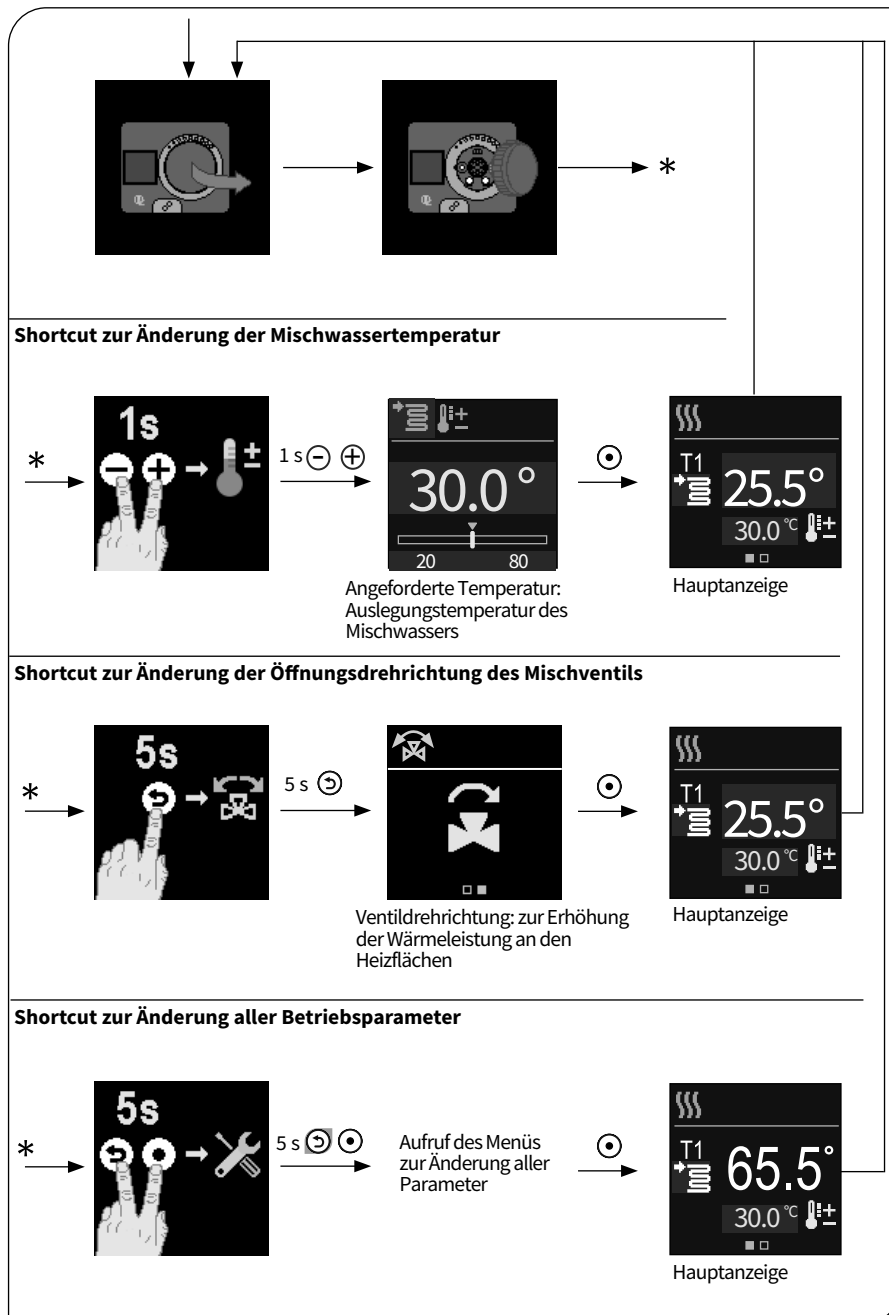 *
Shortcut zur Änderung der Mischwassertemperatur
*
1s
1 s
30.0 °
20 80
Angeforderte Temperatur:
Auslegungstemperatur des
Mischwassers
T1
25.5°
30.0 °C
Hauptanzeige
Shortcut zur Änderung der Öffnungsdrehrichtung des Mischventils
*
5s
5 s
Ventildrehrichtung: zur Erhöhung
der Wärmeleistung an den
Heizflächen
T1
25.5°
30.0 °C
Hauptanzeige
Shortcut zur Änderung aller Betriebsparameter
*
5s
5 s
Aufruf des Menüs
zur Änderung aller
Parameter
T1
65.5°
30.0 °C
Hauptanzeige